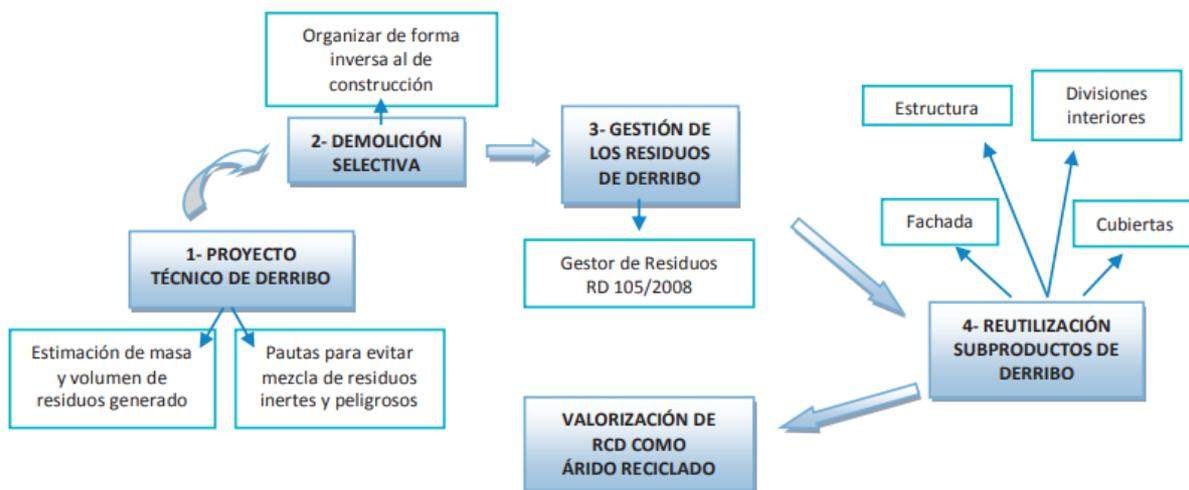 Organizar de forma
inversa al de
construcción
2- DEMOLICIÓN
SELECTIVA
1- PROYECTO
TÉCNICO DE DERRIBO
Estimación de masa
y volumen de
residuos generado
Pautas para evitar
mezcla de residuos
inertes y peligrosos
3- GESTIÓN DE
LOS RESIDUOS
DE DERRIBO
Gestor de Residuos
RD 105/2008
Estructura
Divisiones
interiores
Fachada
Cubiertas
4- REUTILIZACIÓN
SUBPRODUCTOS DE
DERRIBO
VALORIZACIÓN DE
RCD COMO
ÁRIDO RECICLADO